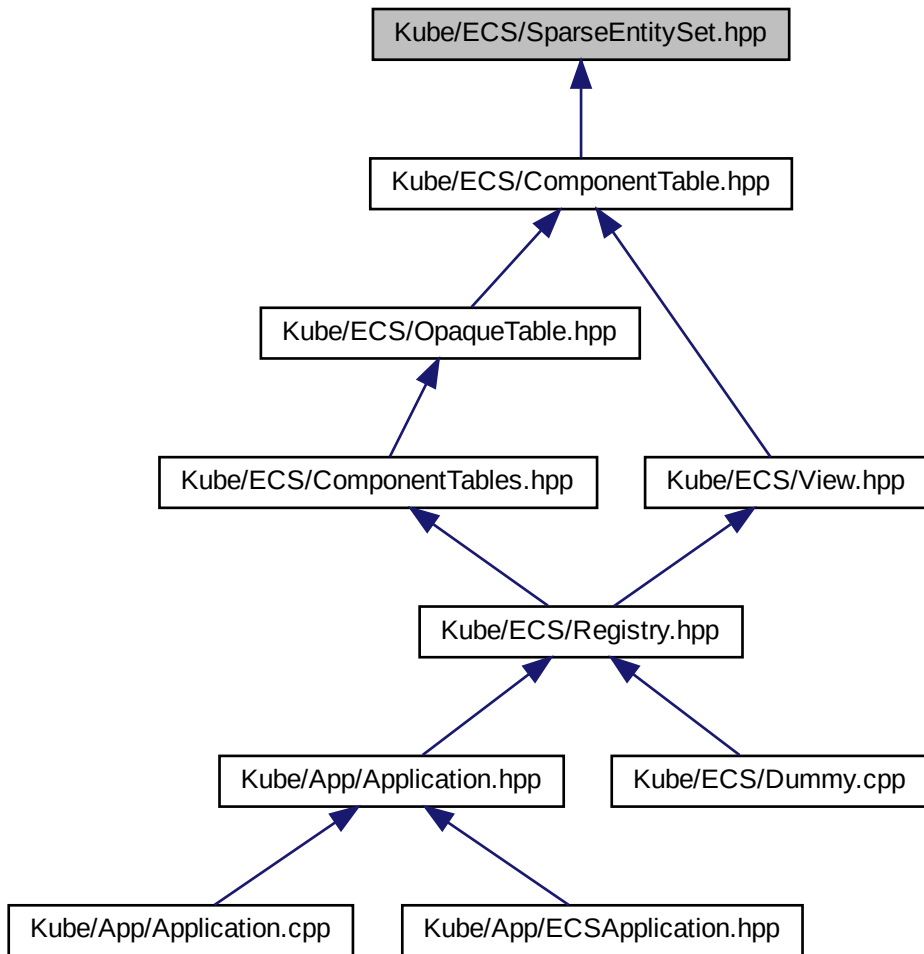 Kube/ECS/SparseEntitySet.hpp
Kube/ECS/ComponentTable.hpp
Kube/ECS/OpaqueTable.hpp
Kube/ECS/ComponentTables.hpp
Kube/ECS/View.hpp
Kube/ECS/Registry.hpp
Kube/App/Application.hpp
Kube/ECS/Dummy.cpp
Kube/App/Application.cpp
Kube/App/ECSApplication.hpp